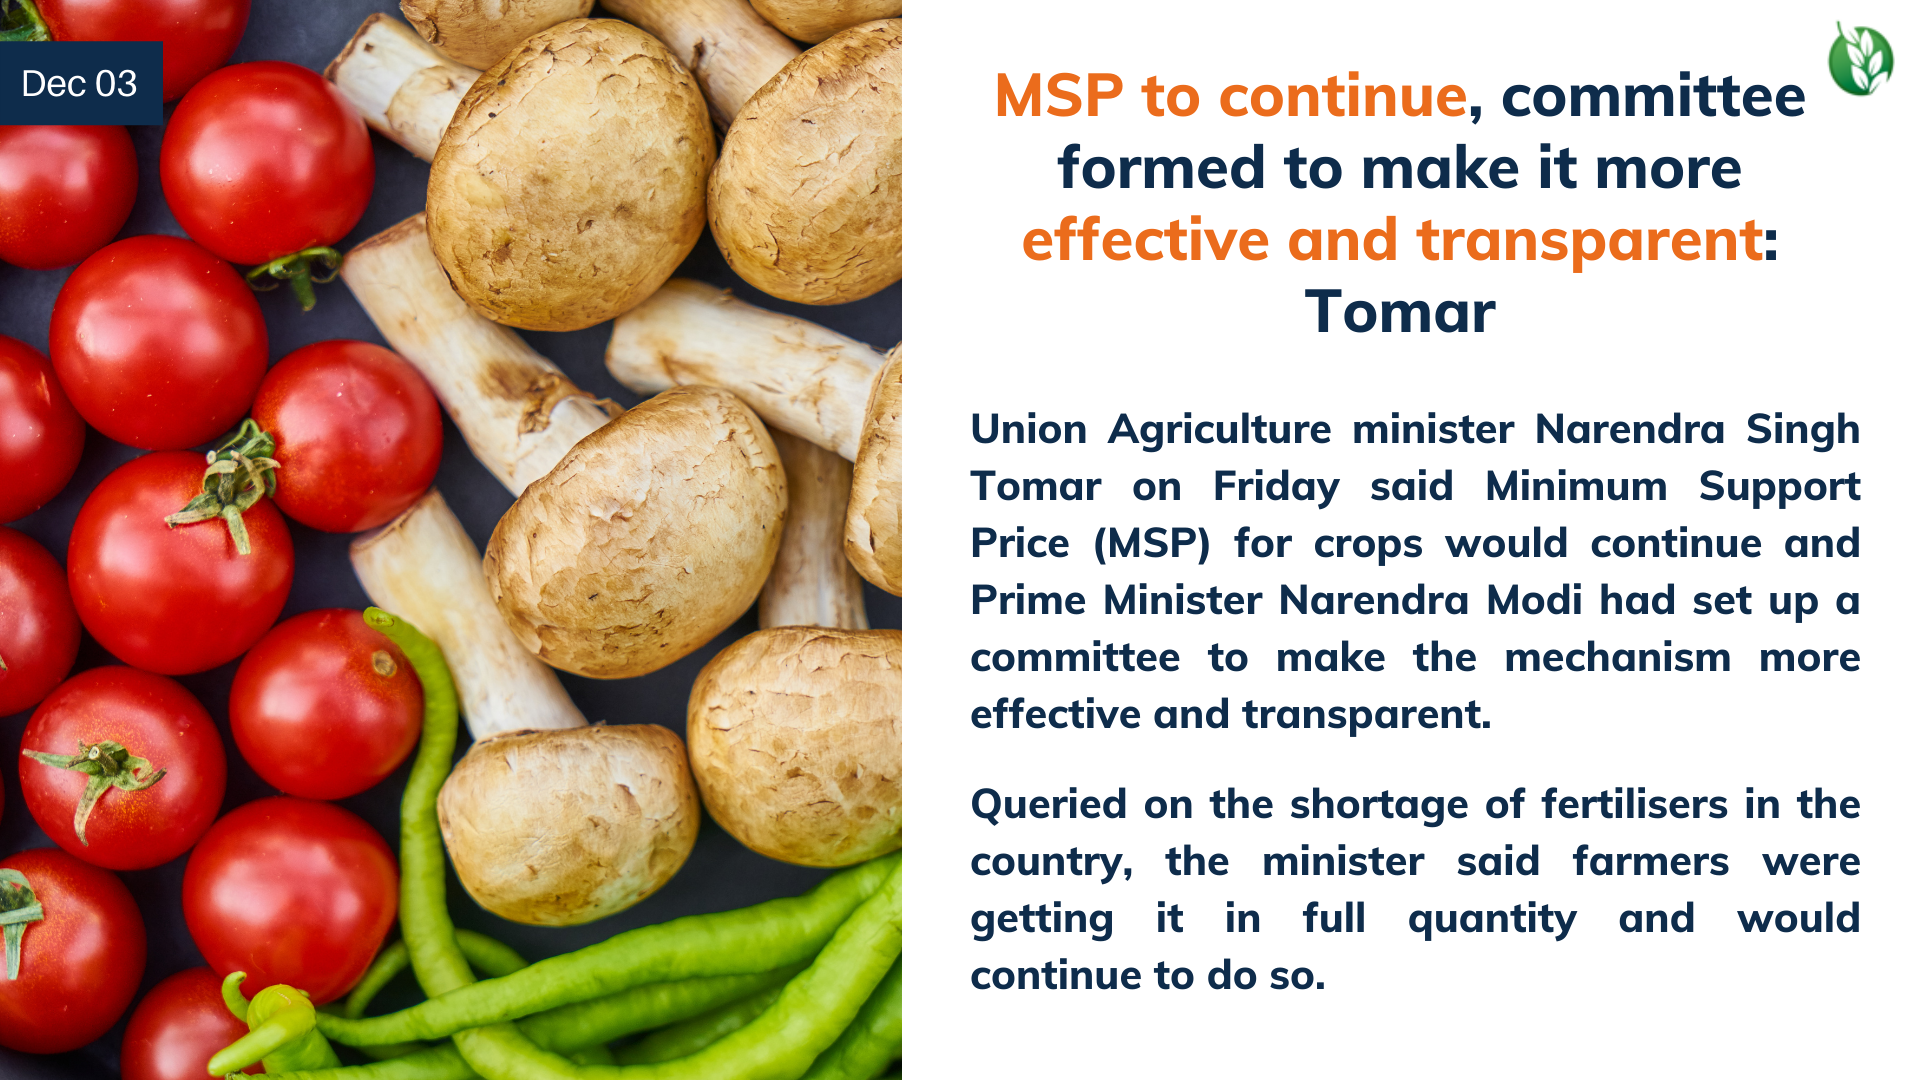 Dec 03
MSP to continue, committee
formed to make it more
effective and transparent:
Tomar
Union Agriculture minister Narendra Singh
Tomar on Friday said Minimum Support
Price (MSP) for crops would continue and
Prime Minister Narendra Modi had set up a
committee to make the mechanism more
effective and transparent.
Queried on the shortage of fertilisers in the
country, the minister said farmers were
getting it in full quantity and would
continue to do so.